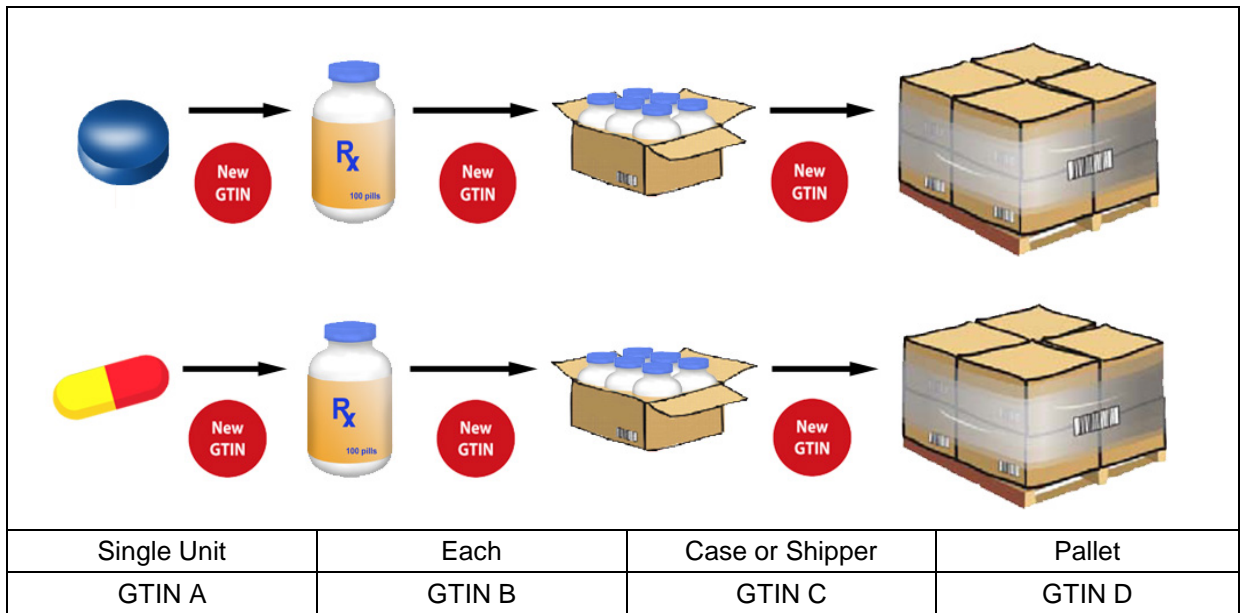 New
GTIN
Rx
100 pills
New
GTIN
New
GTIN
New
GTIN
Rx
100 pills
New
GTIN
New
GTIN
Single Unit
Each
Case or Shipper
Pallet
GTIN A
GTIN B
GTIN C
GTIN D